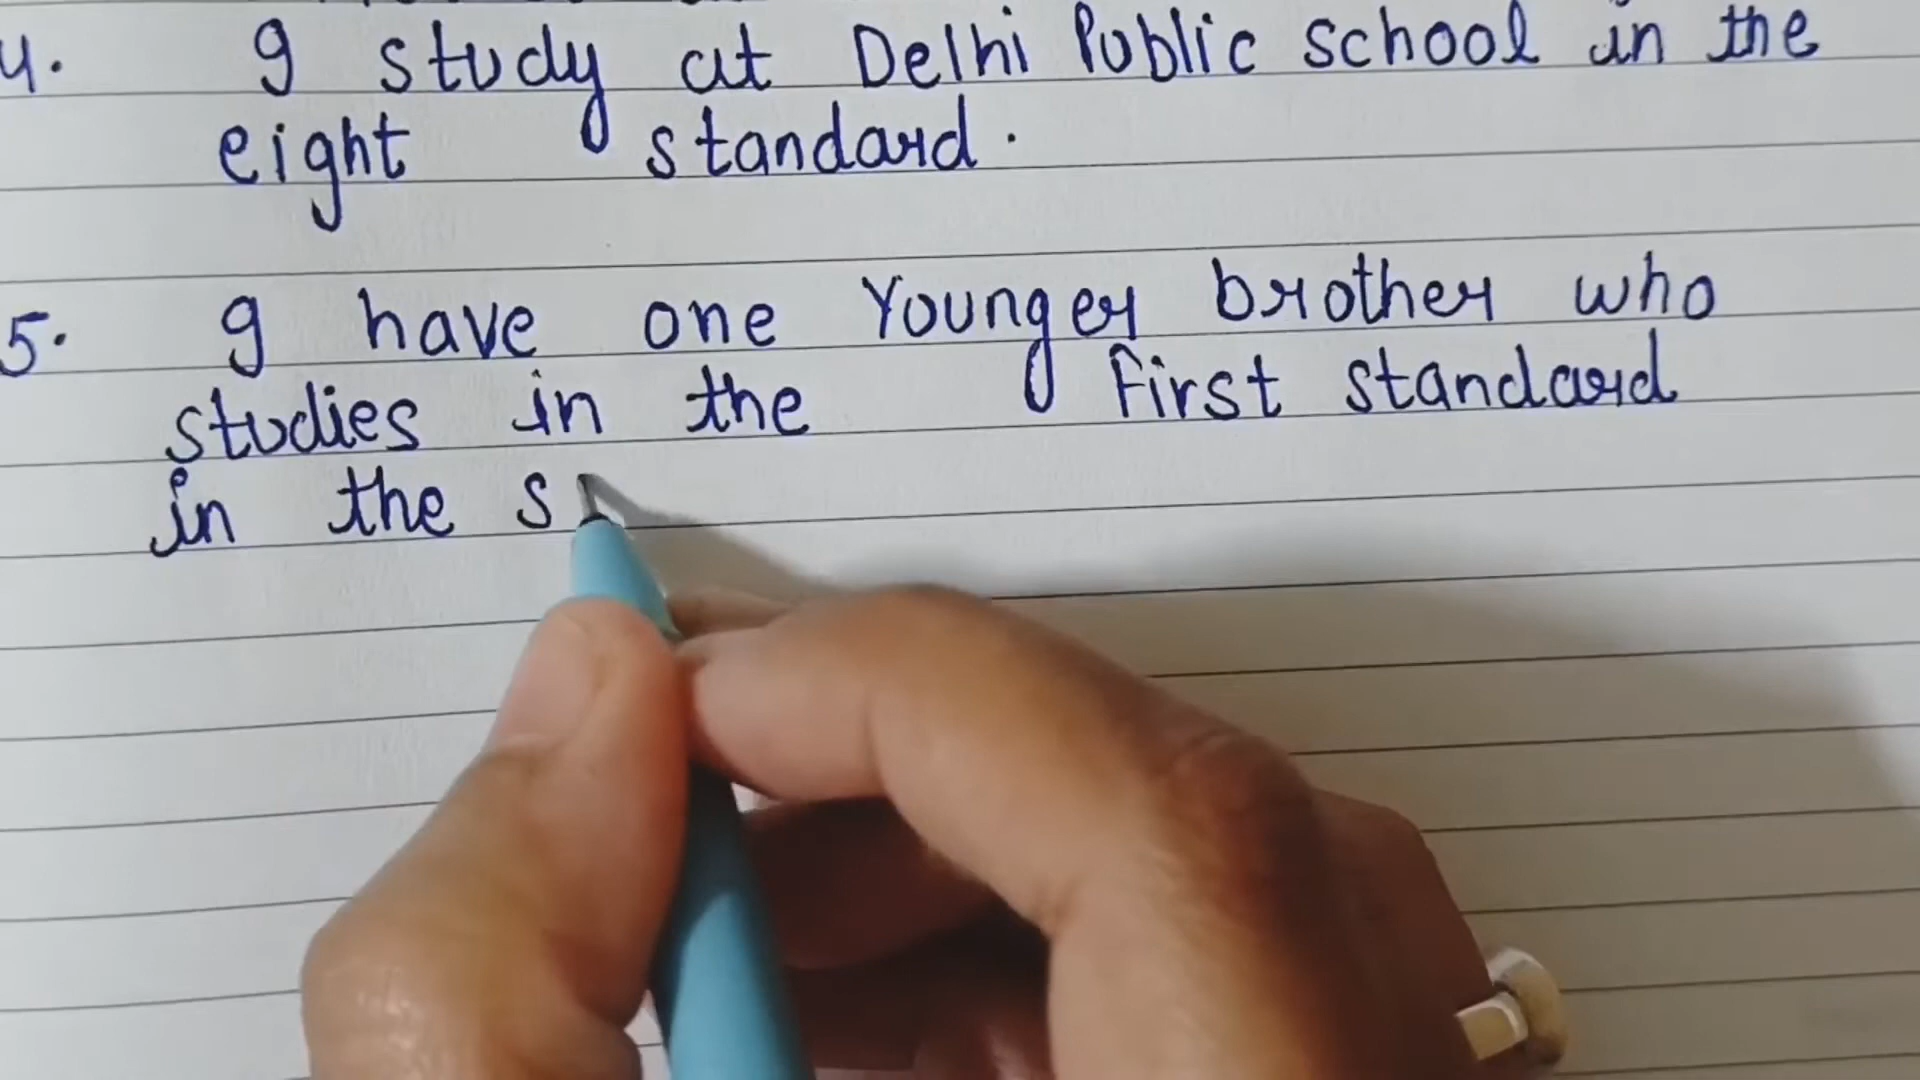 4. I study at Delhi Public school in the
eight standard.
5. I have one Younger brother who
studies in the first standard
in the s